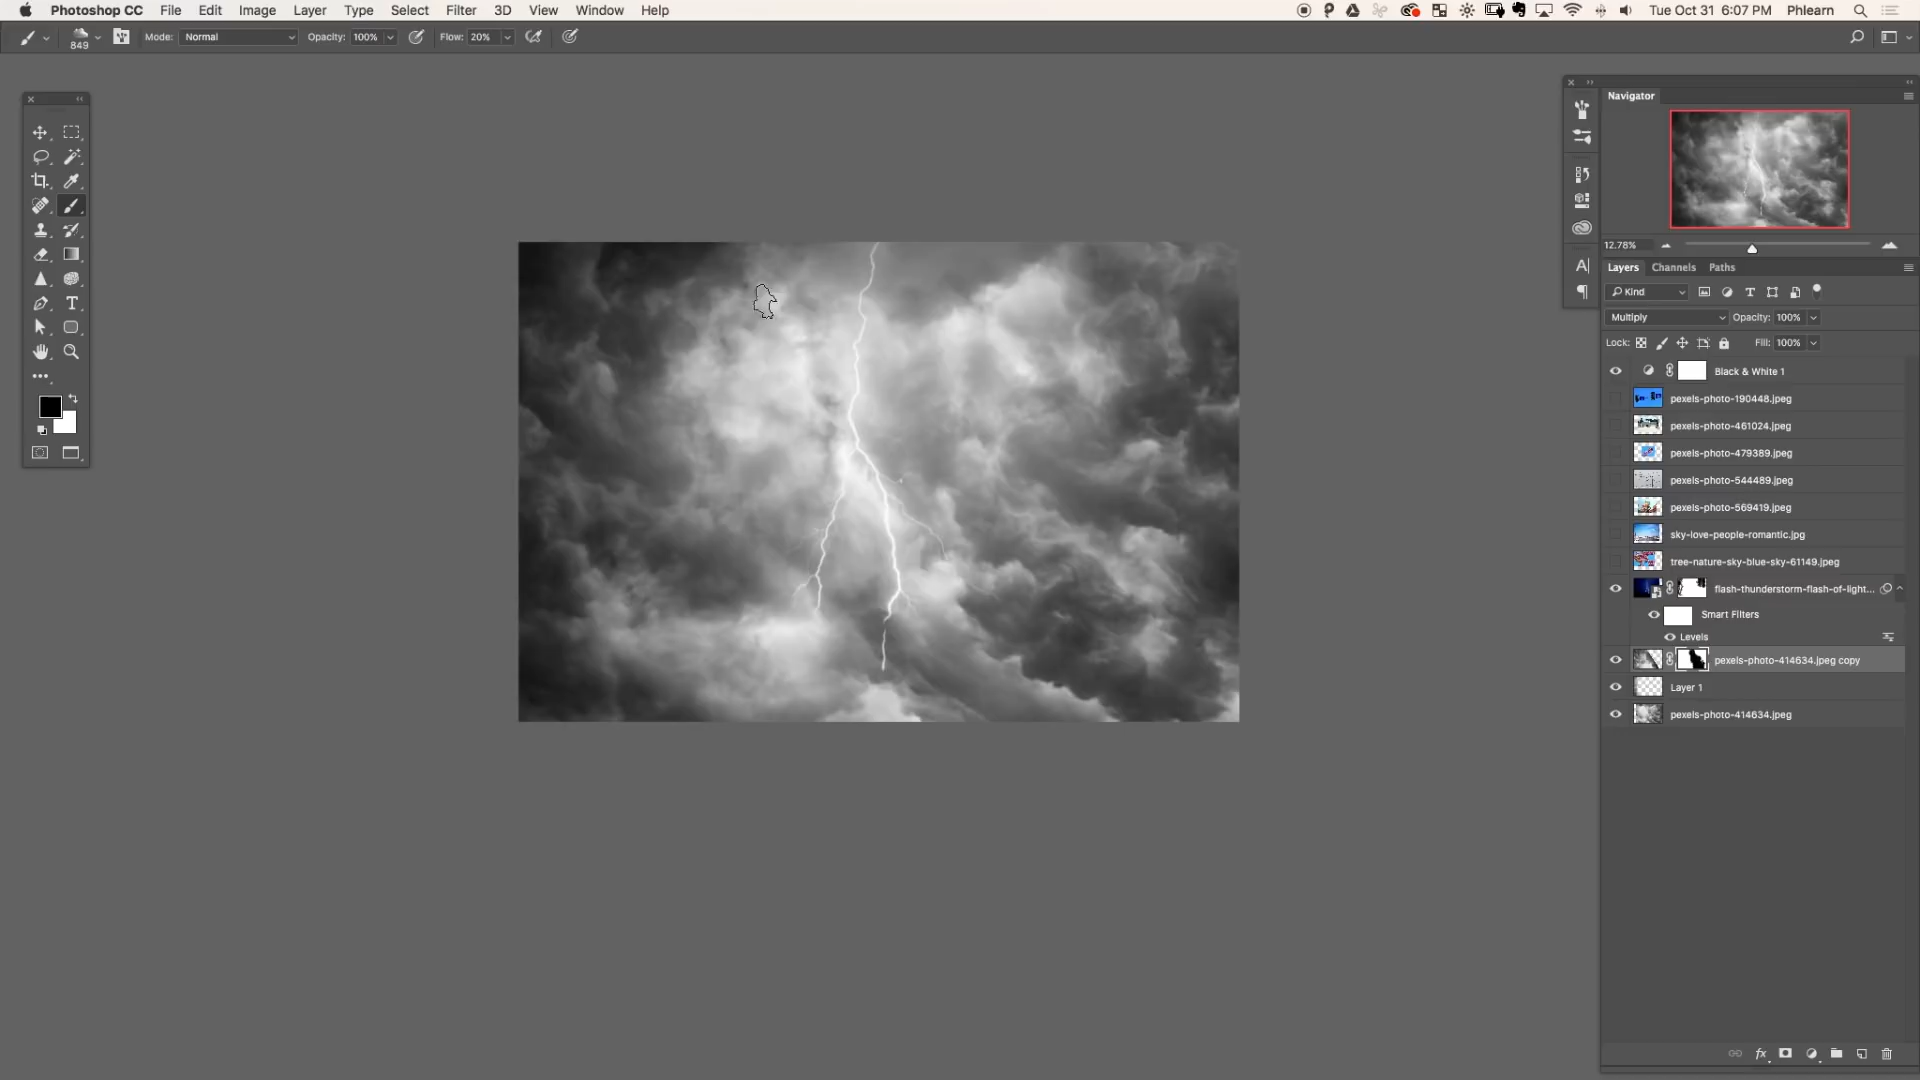 Photoshop CC File Edit Image Layer Type Select Filter 3D View Window Help Tue Oct 31 6:07 PM Phlearn
849 Mode: Normal Opacity: 100% Flow: 20%
Navigator
12.78%
Layers Channels Paths
Kind
Multiply Opacity: 100%
Lock: Fill: 100%
Black & White 1
pexels-photo-190448.jpeg
pexels-photo-461024.jpeg
pexels-photo-479389.jpeg
pexels-photo-544489.jpeg
pexels-photo-569419.jpeg
sky-love-people-romantic.jpg
tree-nature-sky-blue-sky-61149.jpeg
flash-thunderstorm-flash-of-light...
Smart Filters
Levels
pexels-photo-414634.jpeg copy
Layer 1
pexels-photo-414634.jpeg